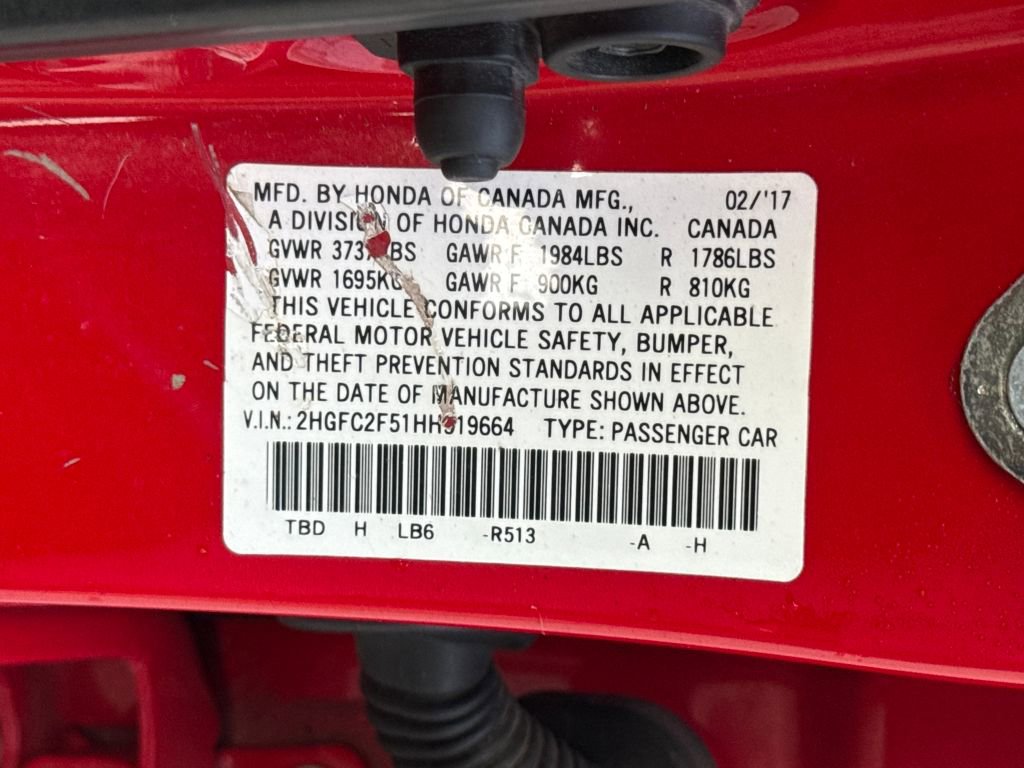 MFD. BY HONDA OF CANADA MFG., 02/'17
A DIVISION OF HONDA CANADA INC. CANADA
GVWR GAWR F 1984LBS R 1786LBS
GVWR 1695KG GAWR F 900KG R 810KG
THIS VEHICLE CONFORMS TO ALL APPLICABLE
FEDERAL MOTOR VEHICLE SAFETY, BUMPER,
AND THEFT PREVENTION STANDARDS IN EFFECT
ON THE DATE OF MANUFACTURE SHOWN ABOVE.
V.I.N.: TYPE: PASSENGER CAR
TBD H LB6 -R513 -A -H